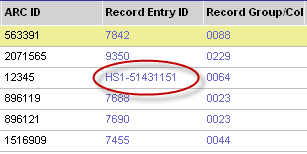 ARC ID Record Entry ID Record Group/Col
563391 7842 0088
2071565 9350 0229
12345 HS1-51431151 0064
896119 7688 0023
896121 7690 0023
1516909 7455 0044